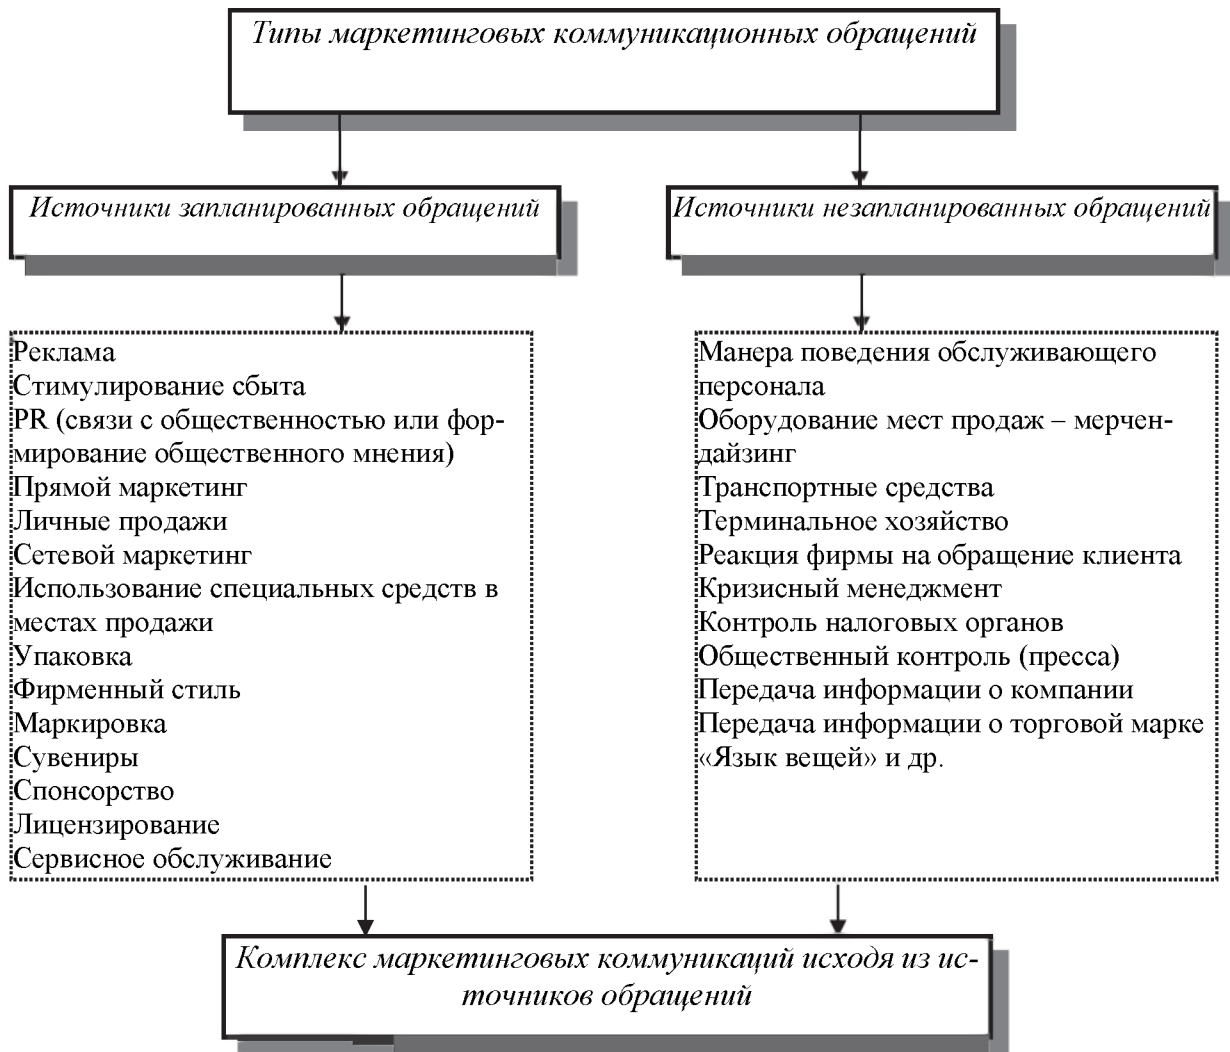 Типы маркетинговых коммуникационных обращений
Источники запланированных обращений
Источники незапланированных обращений
Реклама
Стимулирование сбыта
PR (связи с общественностью или фор-
мирование общественного мнения)
Прямой маркетинг
Личные продажи
Сетевой маркетинг
Использование специальных средств в
местах продажи
Упаковка
Фирменный стиль
Маркировка
Сувениры
Спонсорство
Лицензирование
Сервисное обслуживание
Манера поведения обслуживающего
персонала
Оборудование мест продаж – мерчен-
дайзинг
Транспортные средства
Терминальное хозяйство
Реакция фирмы на обращение клиента
Кризисный менеджмент
Контроль налоговых органов
Общественный контроль (пресса)
Передача информации о компании
Передача информации о торговой марке
«Язык вещей» и др.
Комплекс маркетинговых коммуникаций исходя из ис-
точников обращений